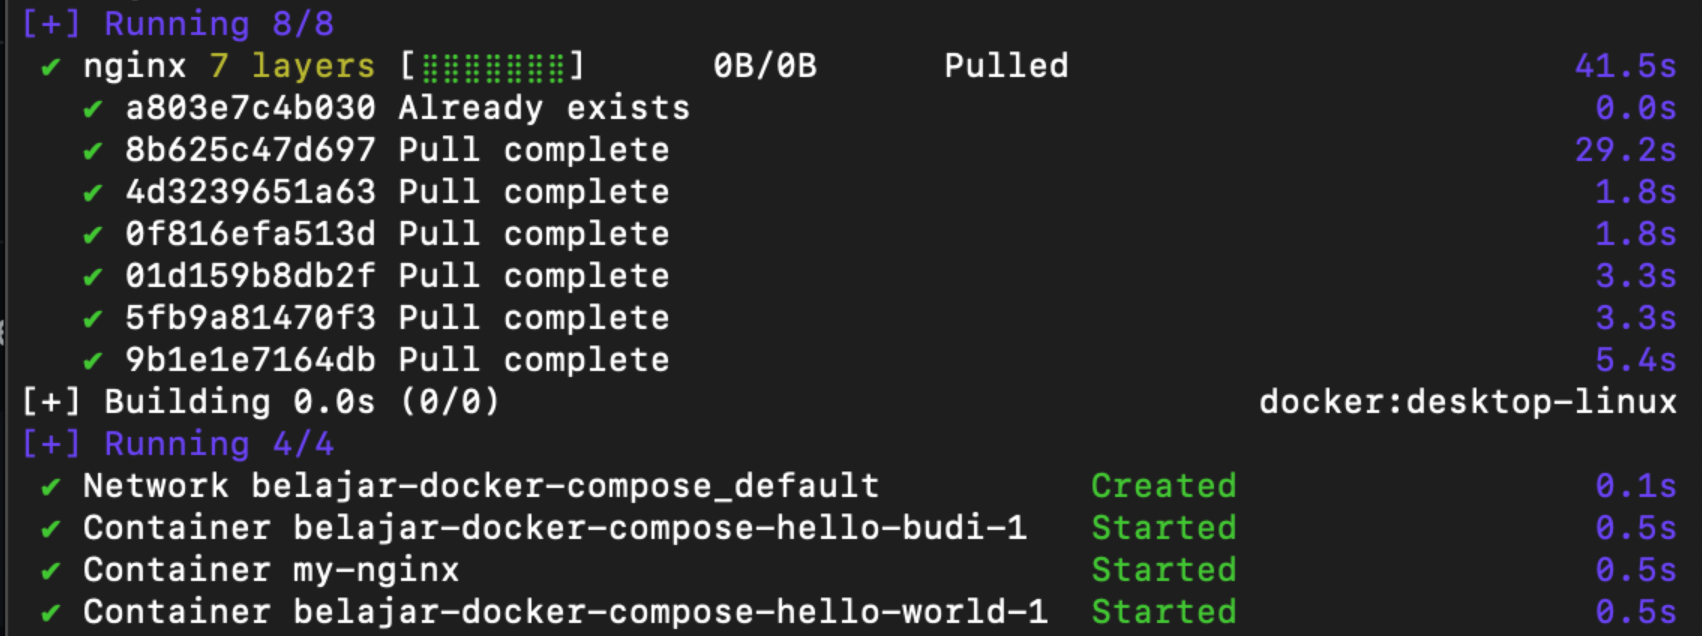 [+] Running 8/8
✔ nginx 7 layers [⣿⣿⣿⣿⣿⣿⣿] 0B/0B Pulled 41.5s
✔ a803e7c4b030 Already exists 0.0s
✔ 8b625c47d697 Pull complete 29.2s
✔ 4d3239651a63 Pull complete 1.8s
✔ 0f816efa513d Pull complete 1.8s
✔ 01d159b8db2f Pull complete 3.3s
✔ 5fb9a81470f3 Pull complete 3.3s
✔ 9b1e1e7164db Pull complete 5.4s
[+] Building 0.0s (0/0) docker:desktop-linux
[+] Running 4/4
✔ Network belajar-docker-compose_default Created 0.1s
✔ Container belajar-docker-compose-hello-budi-1 Started 0.5s
✔ Container my-nginx Started 0.5s
✔ Container belajar-docker-compose-hello-world-1 Started 0.5s